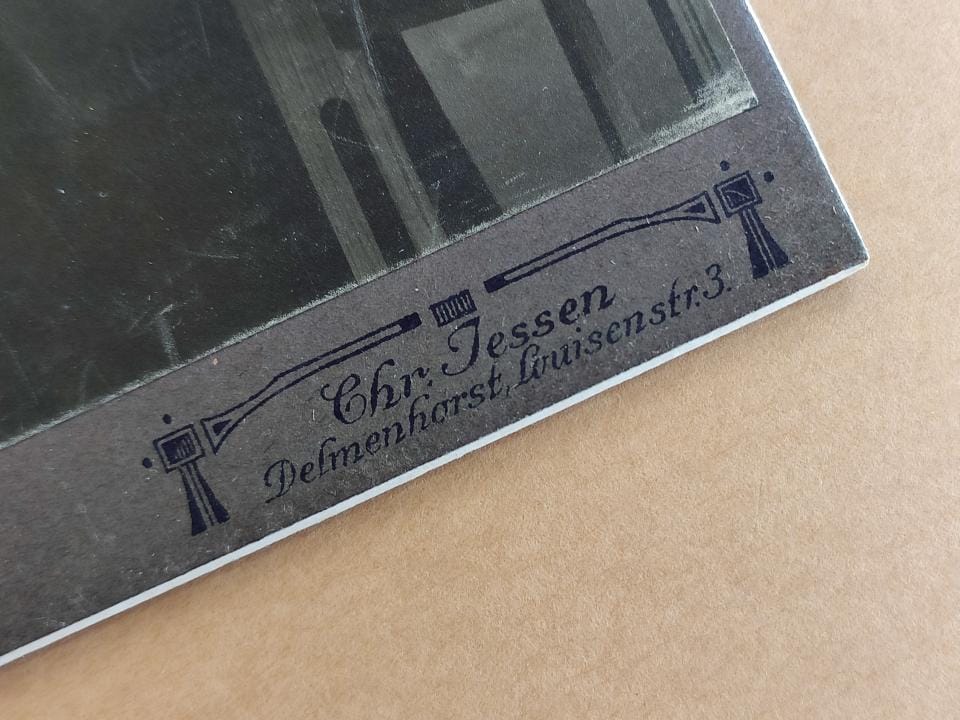 Chr. Jessen
Delmenhorst, Louisenstr. 3.